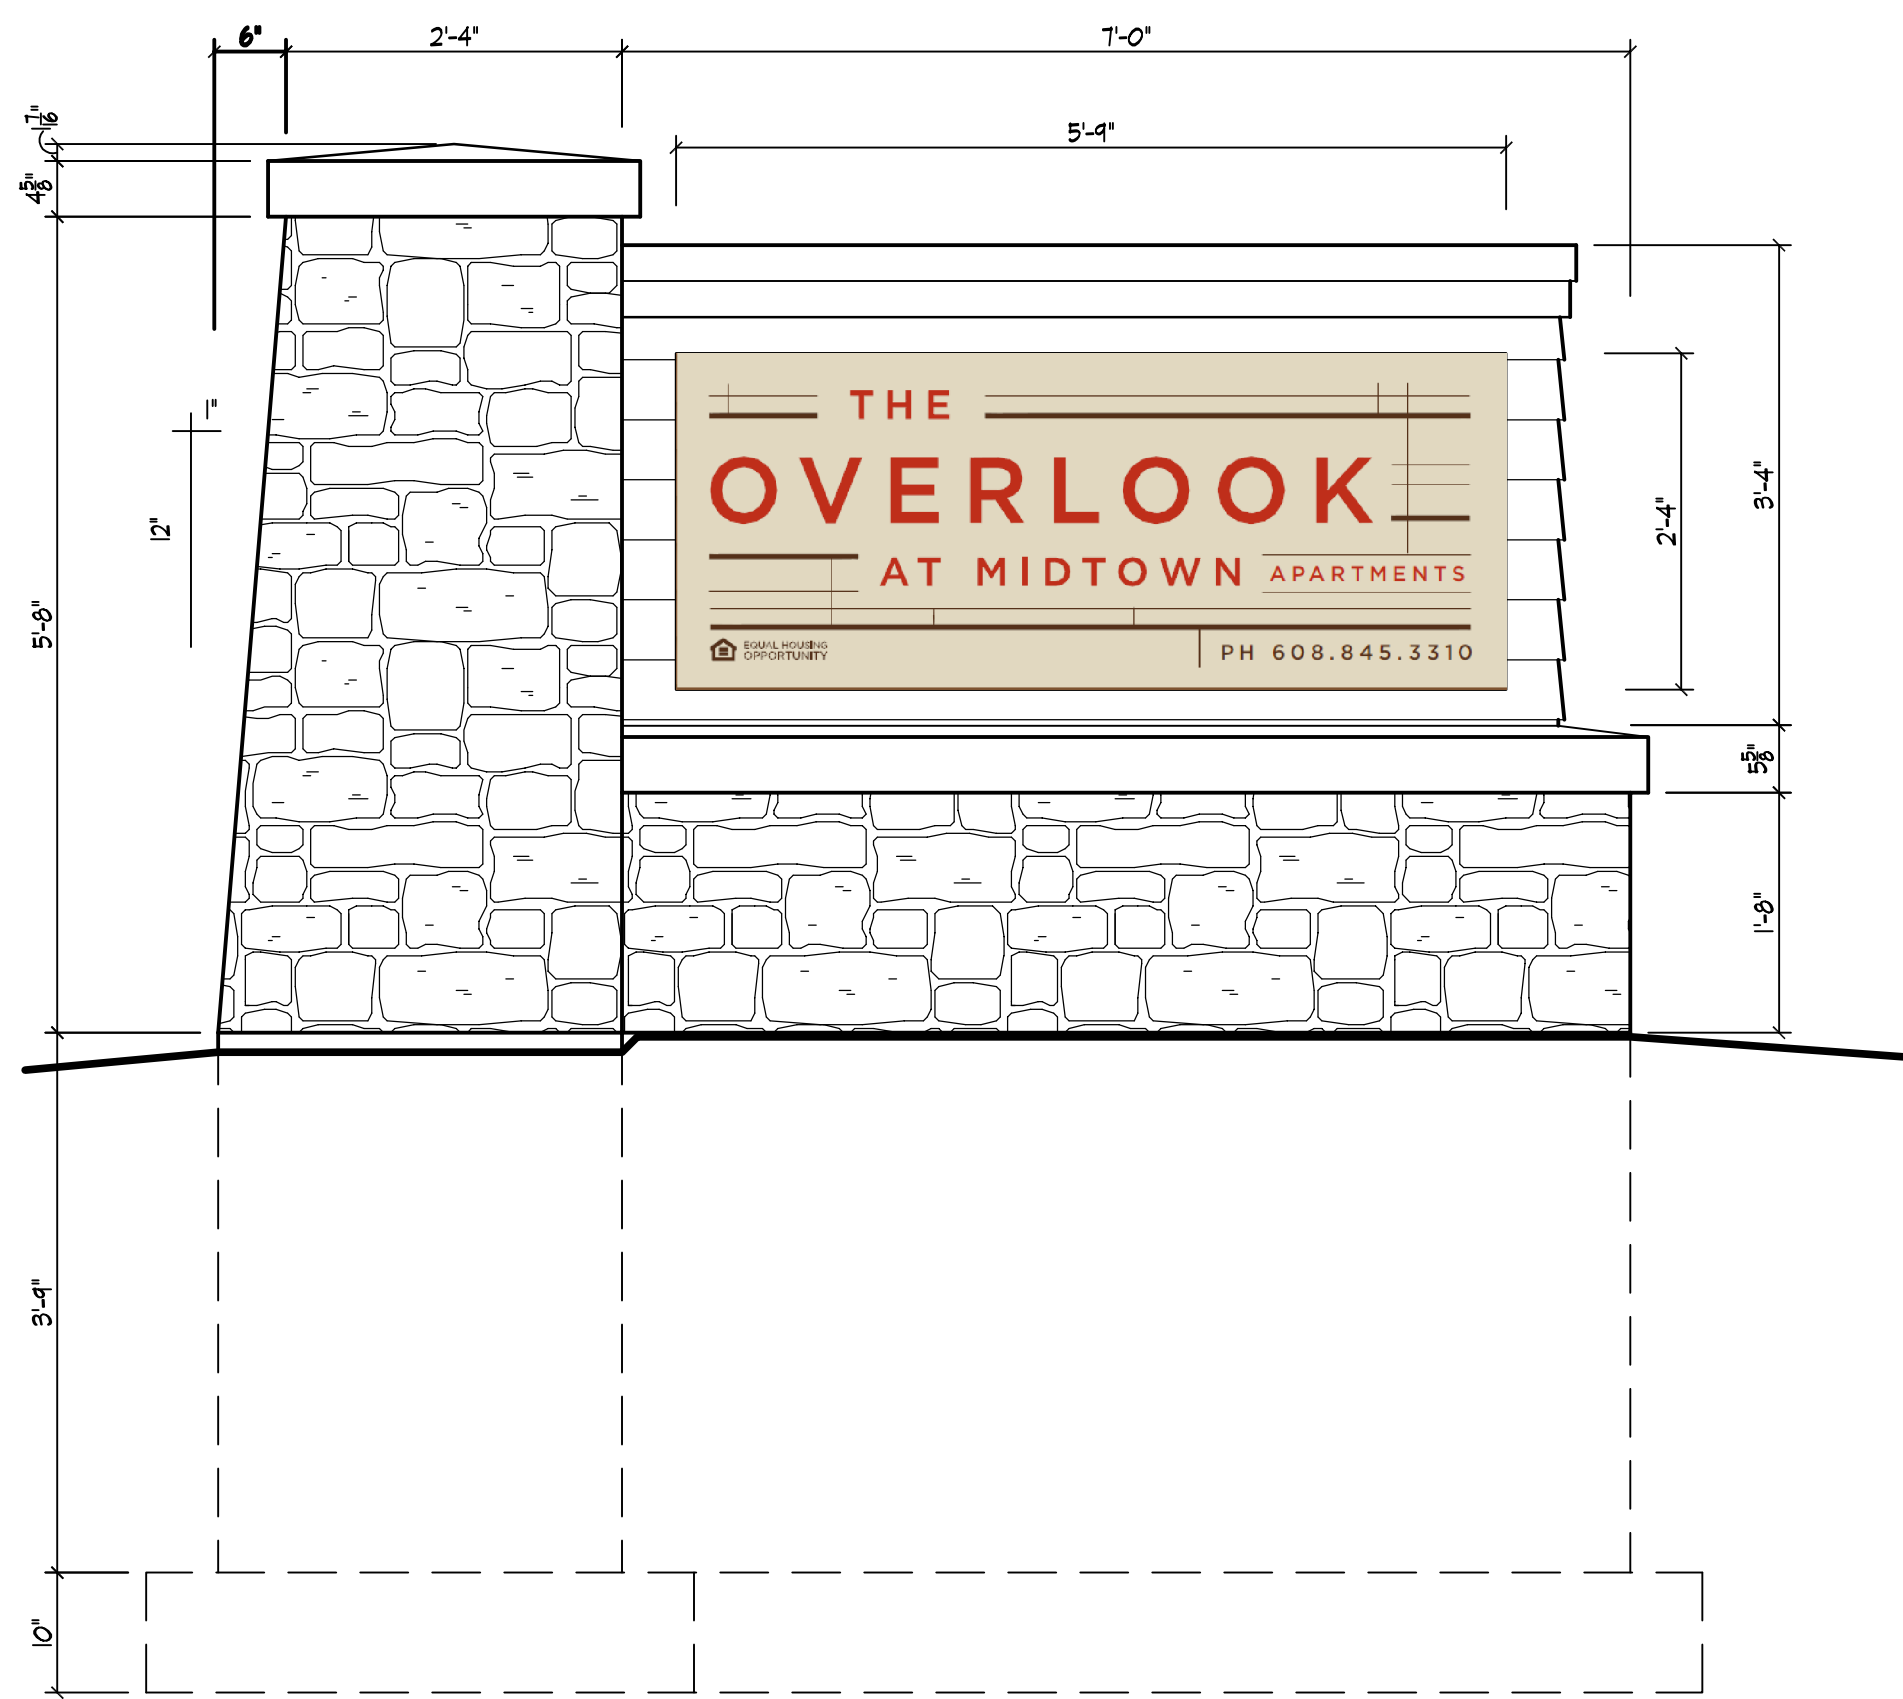 6" 2'-4" 7'-0"
1 7/16"
5'-9"
4 5/8"
THE
1"
OVERLOOK
3'-4"
12"
2'-4"
AT MIDTOWN APARTMENTS
5'-8"
EQUAL HOUSING
OPPORTUNITY
PH 608.845.3310
5 5/8"
1'-8"
3'-9"
10"